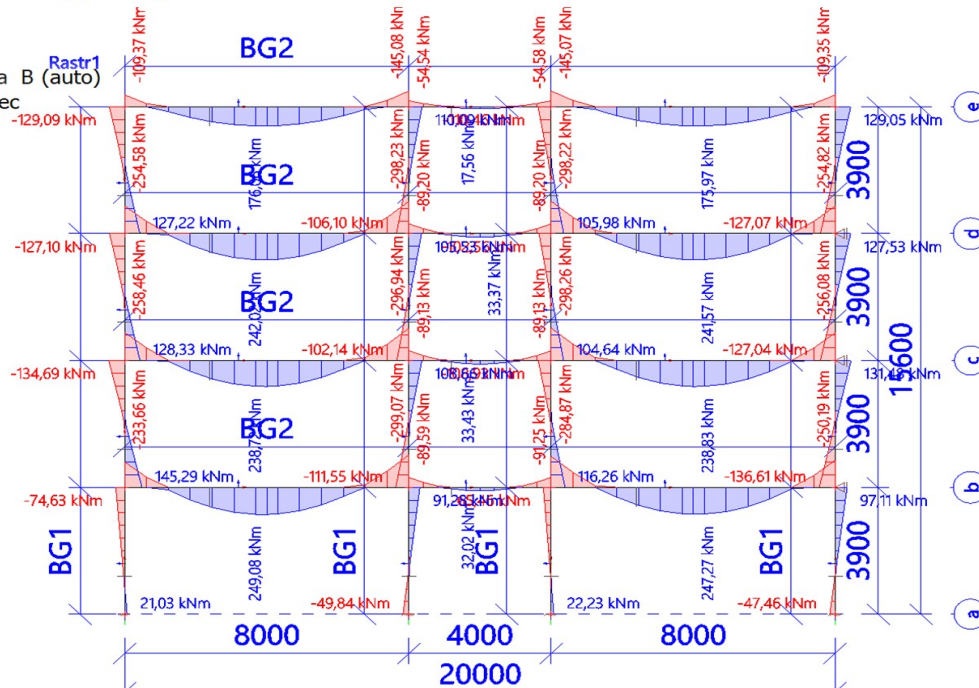 -109,37 kNm
BG2
-145,08 kNm
-54,54
-54,58
-145,07 kNm
-109,35 kNm
Rastr1
a B (auto)
ec
e
-129,09 kNm
129,05 kNm
-254,58 kNm
-298,23 kNm
-89,20 kNm
17,56 kNm
-89,20 kNm
-298,22 kNm
175,97 kNm
-254,82 kNm
3900
BG2
127,22 kNm
-106,10 kNm
105,98 kNm
-127,07 kNm
d
-127,10 kNm
127,53 kNm
-258,46 kNm
-296,94 kNm
-89,13 kNm
33,37 kNm
-89,13 kNm
-298,26 kNm
241,57 kNm
-256,08 kNm
3900
BG2
128,33 kNm
-102,14 kNm
104,64 kNm
-127,04 kNm
c
-134,69 kNm
15600
-233,66 kNm
-299,07 kNm
-89,59 kNm
33,43 kNm
-91,25 kNm
-284,87 kNm
238,83 kNm
-250,19 kNm
3900
BG2
145,29 kNm
-111,55 kNm
116,26 kNm
-136,61 kNm
b
-74,63 kNm
97,11 kNm
BG1
249,08 kNm
BG1
32,02 kNm
BG1
247,27 kNm
BG1
3900
21,03 kNm
-49,84 kNm
22,23 kNm
-47,46 kNm
a
8000
4000
8000
20000